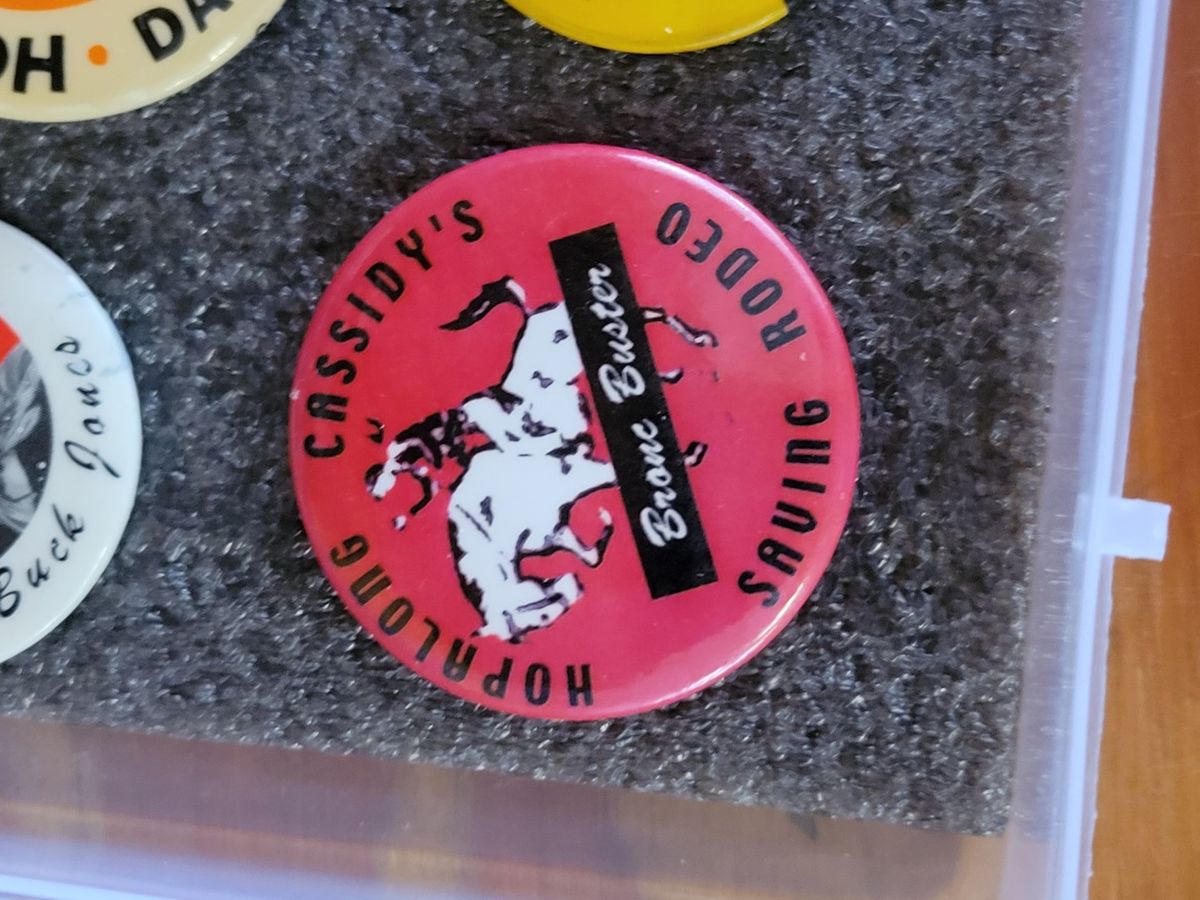 HOPALONG CASSIDY'S
Bronc Buster
SAVING RODEO
Buck Jones